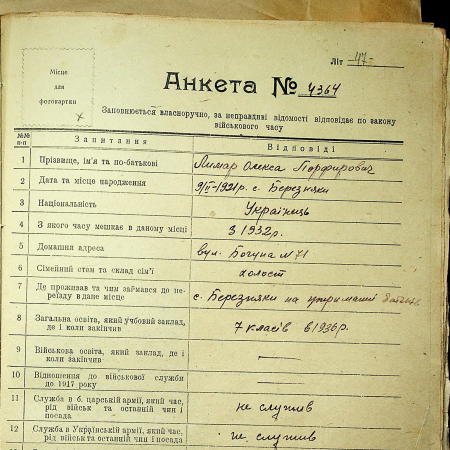 Місце
для
фотокартки
Літ -47-
Анкета № 4364
Заповнюється власноручно, за неправдиві відомості відповідає по закону
військового часу
№№ п-п Запитання Відповіді
1 Прізвище, ім'я та по-батькові Лимар Олекса Порфирович
2 Дата та місце народження 9/II-1921р. с. Березняки
3 Національність Українець
4 З якого часу мешкає в даному місці З 1932р.
5 Домашня адреса вул. Богуна №71
6 Сімейний стан та склад сім'ї холост
7 Де проживав та чим займався до пе-
реїзду в дане місце с. Березняки на утриманні батьків
8 Загальна освіта, який учбовий заклад,
де і коли закінчив 7 класів в 1936р.
9 Військова освіта, який заклад, де і
коли закінчив —
10 Відношення до військової служби
до 1917 року —
11 Служба в б. царській армії, який час,
рід військ та останній чин і
посада не служив
12 Служба в Українській армії, який час,
рід військ та останній чин і посада не служив